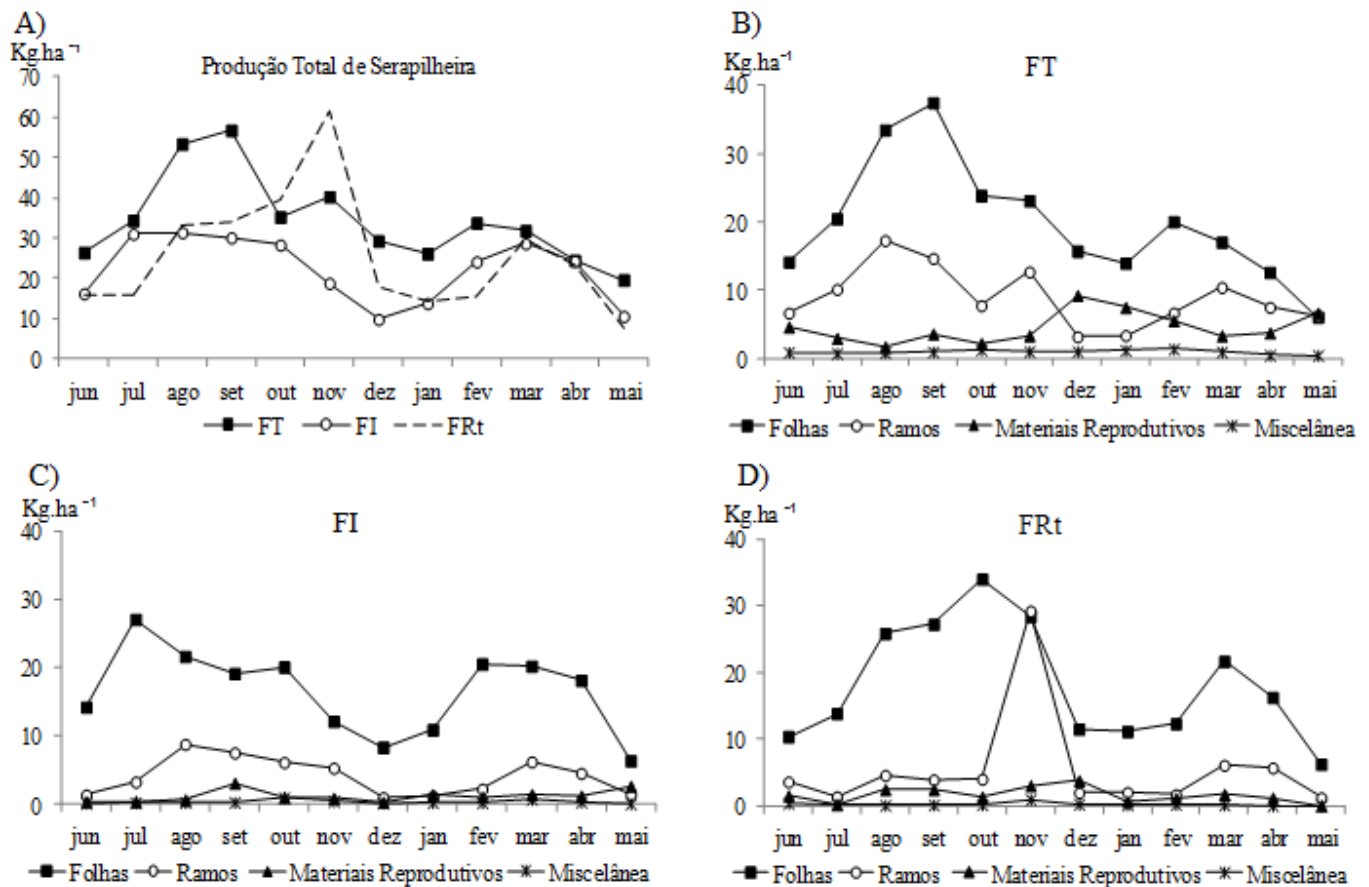 A)
Kg.ha⁻¹
Produção Total de Serapilheira
70
60
50
40
30
20
10
0
jun jul ago set out nov dez jan fev mar abr mai
FT FI FRt
B)
Kg.ha⁻¹
FT
40
30
20
10
0
jun jul ago set out nov dez jan fev mar abr mai
Folhas Ramos Materiais Reprodutivos Miscelânea
C)
Kg.ha⁻¹
FI
40
30
20
10
0
jun jul ago set out nov dez jan fev mar abr mai
Folhas Ramos Materiais Reprodutivos Miscelânea
D)
Kg.ha⁻¹
FRt
40
30
20
10
0
jun jul ago set out nov dez jan fev mar abr mai
Folhas Ramos Materiais Reprodutivos Miscelânea